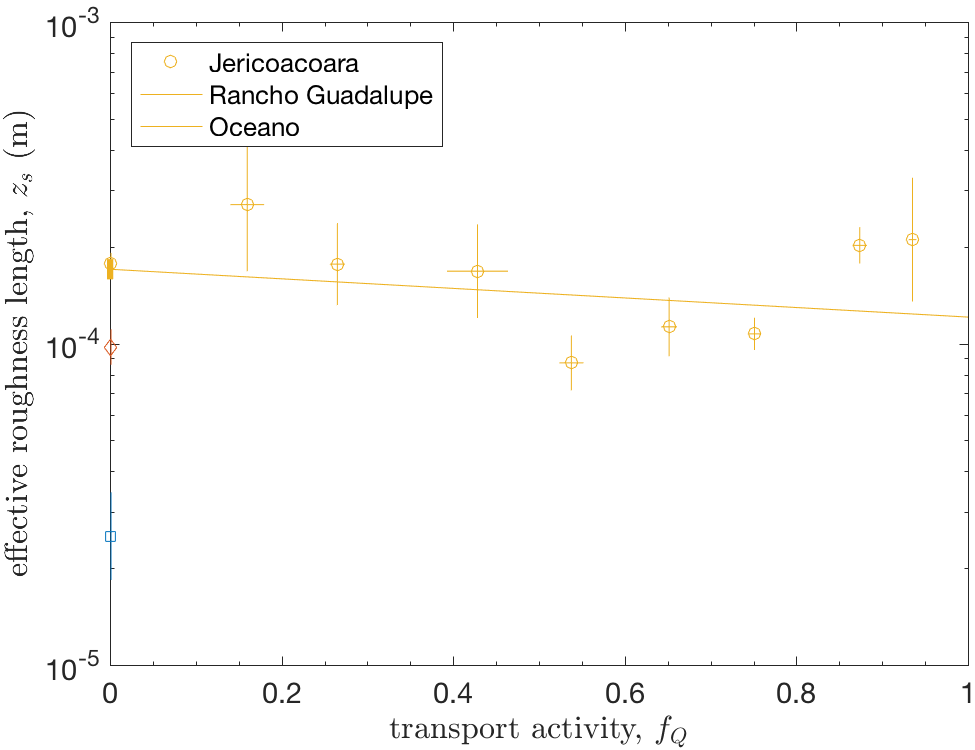 10^-3
10^-4
10^-5
effective roughness length, z_s (m)
Jericoacoara
Rancho Guadalupe
Oceano
0 0.2 0.4 0.6 0.8 1
transport activity, f_Q